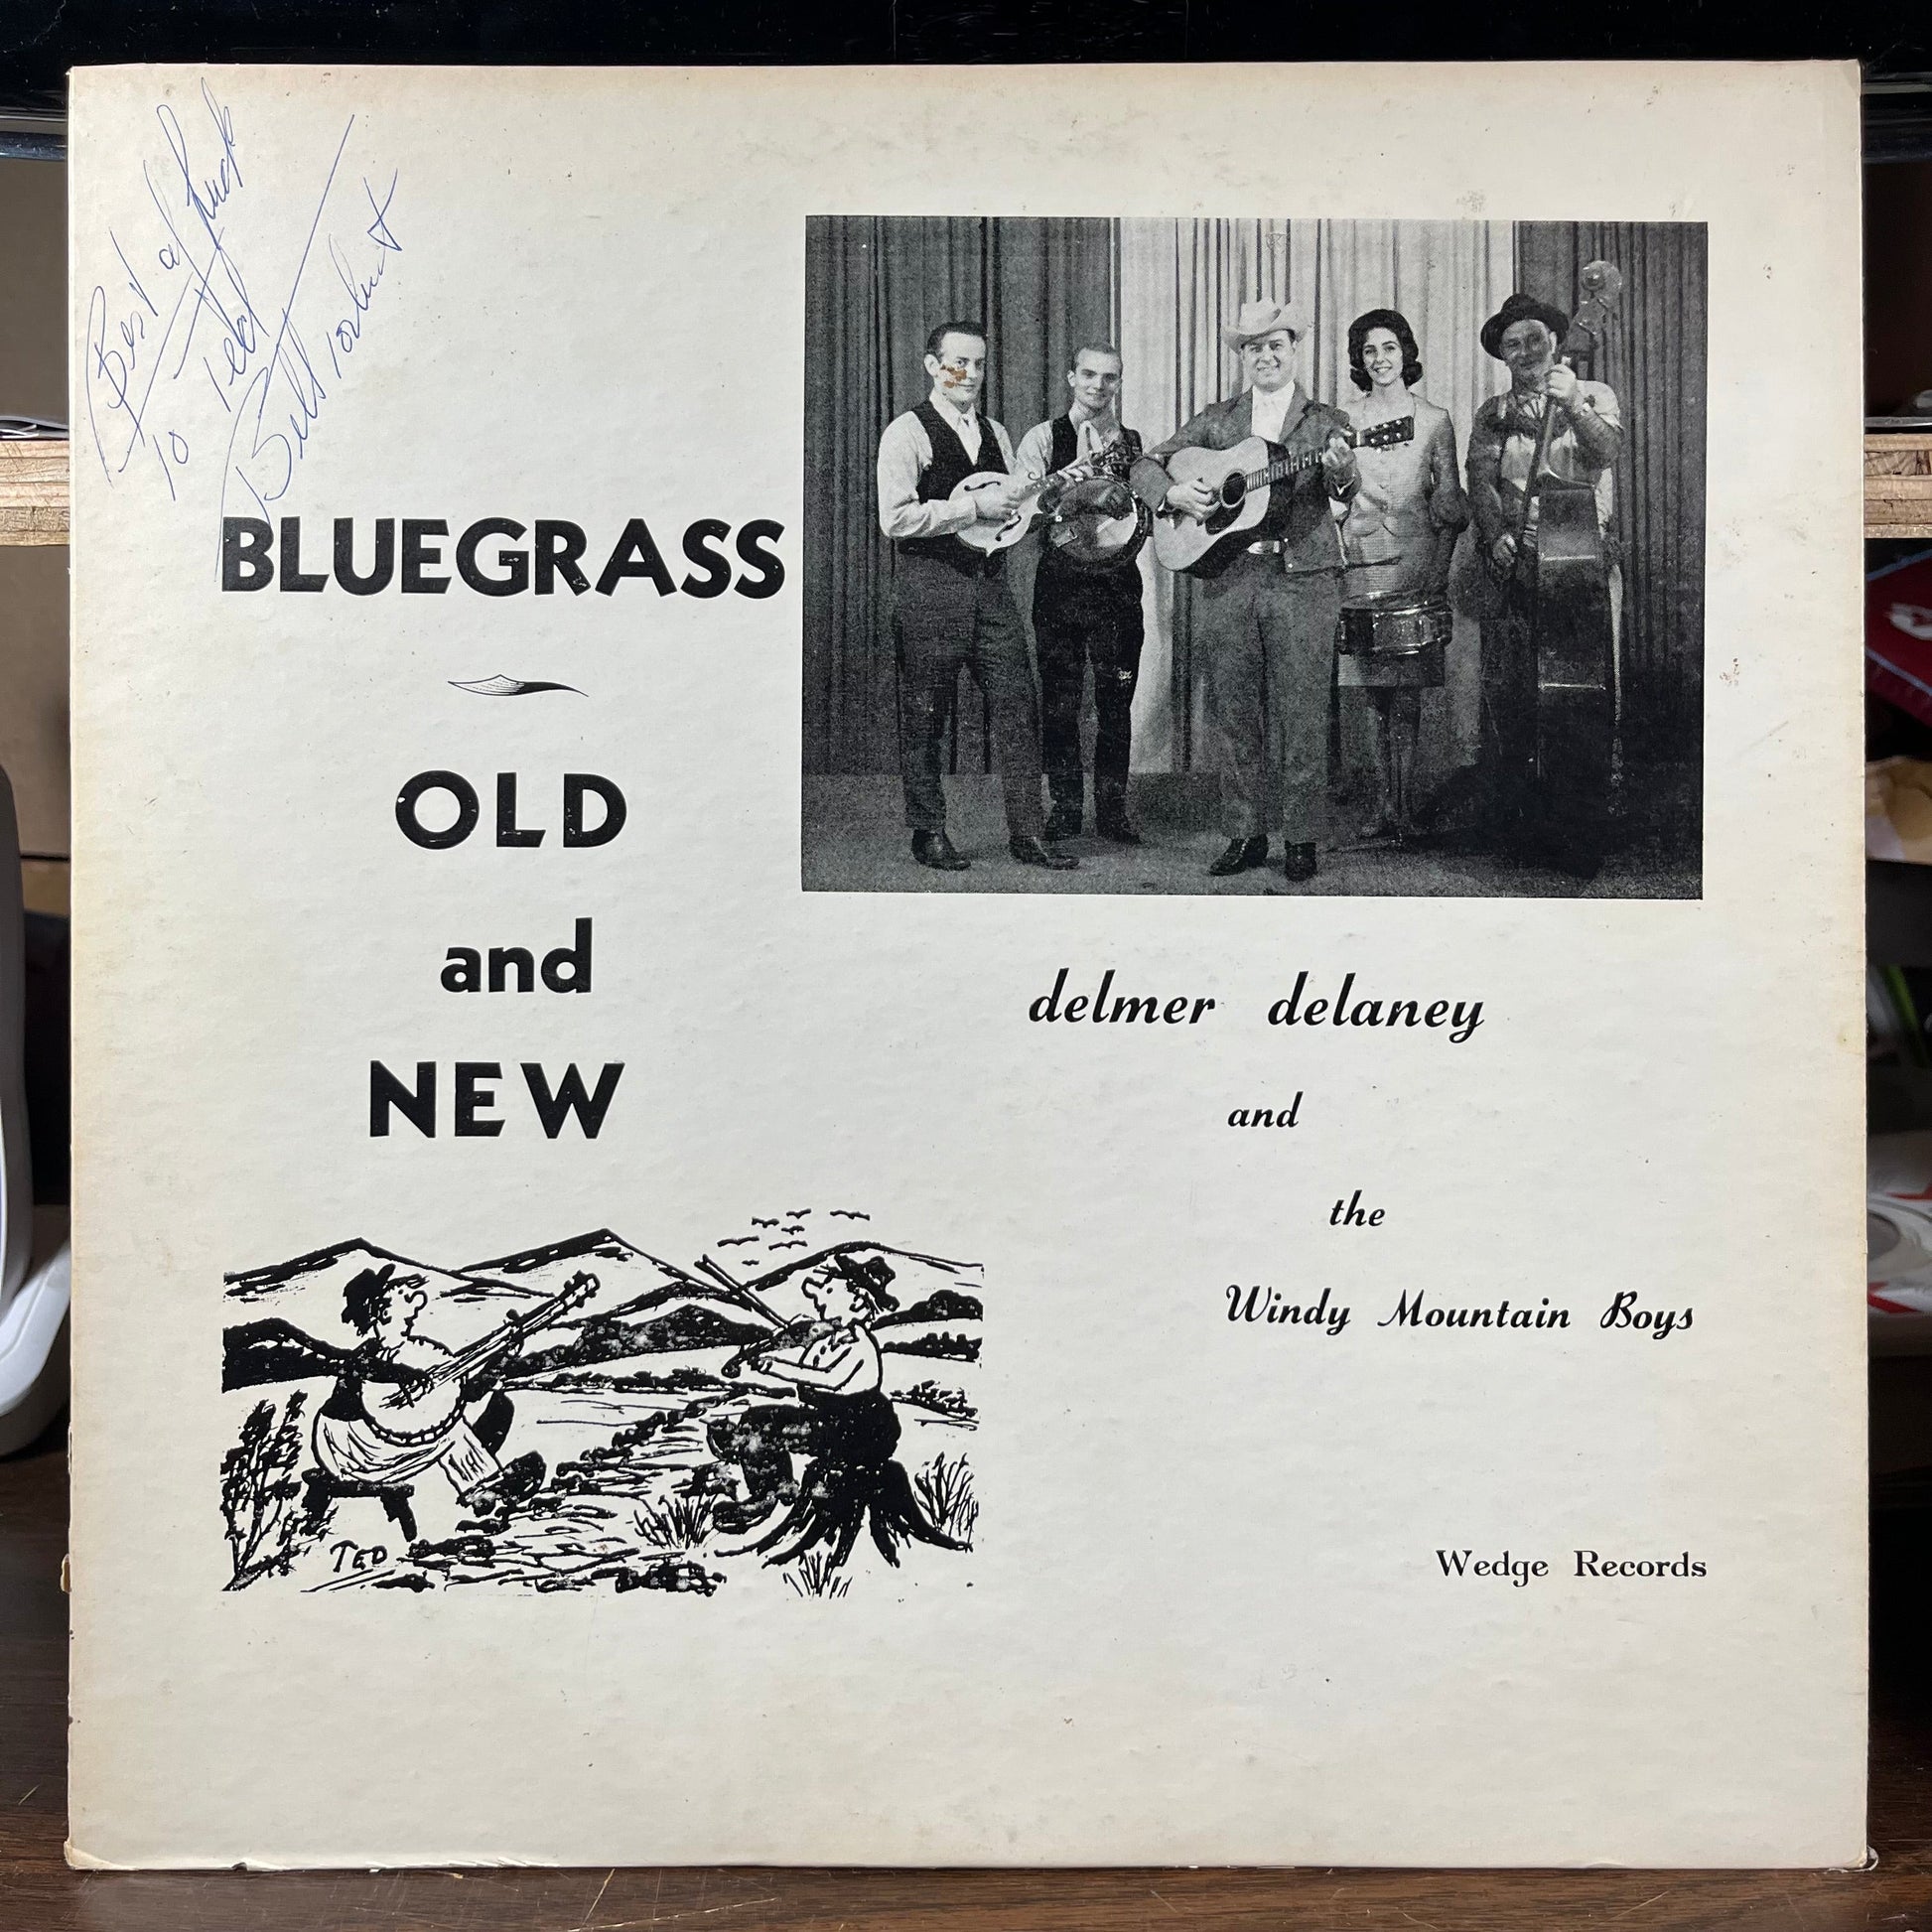 Best of Luck
To Ted
Bill
BLUEGRASS
OLD
and
NEW
delmer delaney
and
the
Windy Mountain Boys
TED
Wedge Records